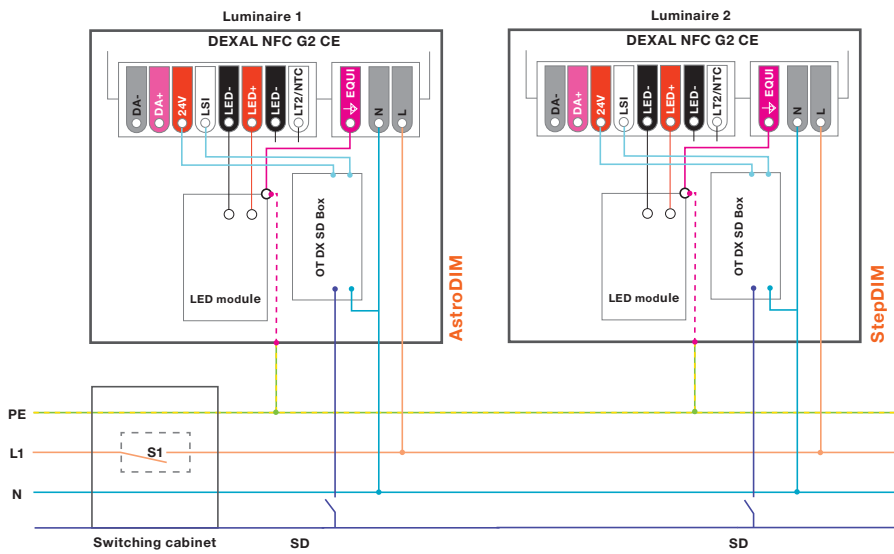 Luminaire 1
DEXAL NFC G2 CE
DA-
DA+
24V
LSI
LED-
LED+
LED-
LT2/NTC
EQUI
N
L
OT DX SD Box
LED module
AstroDIM
Luminaire 2
DEXAL NFC G2 CE
DA-
DA+
24V
LSI
LED-
LED+
LED-
LT2/NTC
EQUI
N
L
OT DX SD Box
LED module
StepDIM
PE
L1
S1
N
Switching cabinet
SD
SD